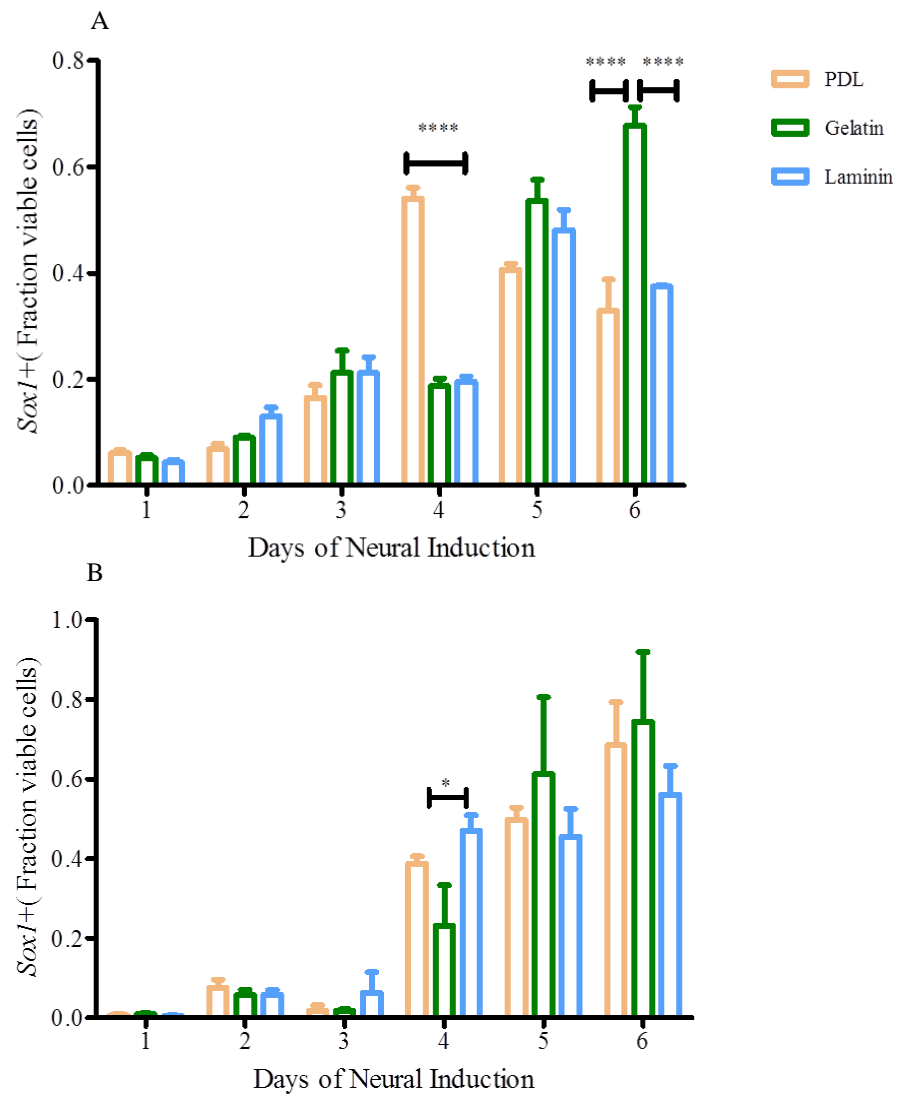 A
0.8
0.6
0.4
0.2
0.0
Sox1+( Fraction viable cells)
****
**** ****
1 2 3 4 5 6
Days of Neural Induction
PDL
Gelatin
Laminin
B
1.0
0.8
0.6
0.4
0.2
0.0
Sox1+( Fraction viable cells)
*
1 2 3 4 5 6
Days of Neural Induction